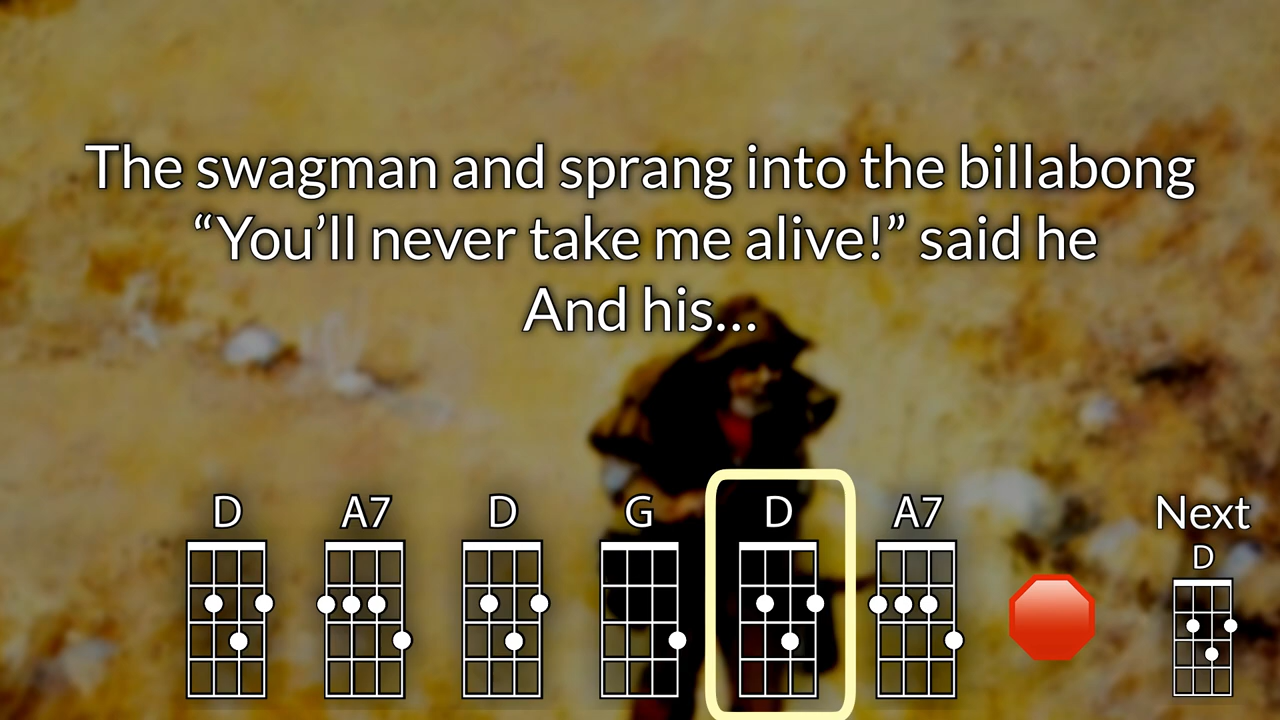 The swagman and sprang into the billabong
“You’ll never take me alive!” said he
And his...
D A7 D G D A7 Next
D